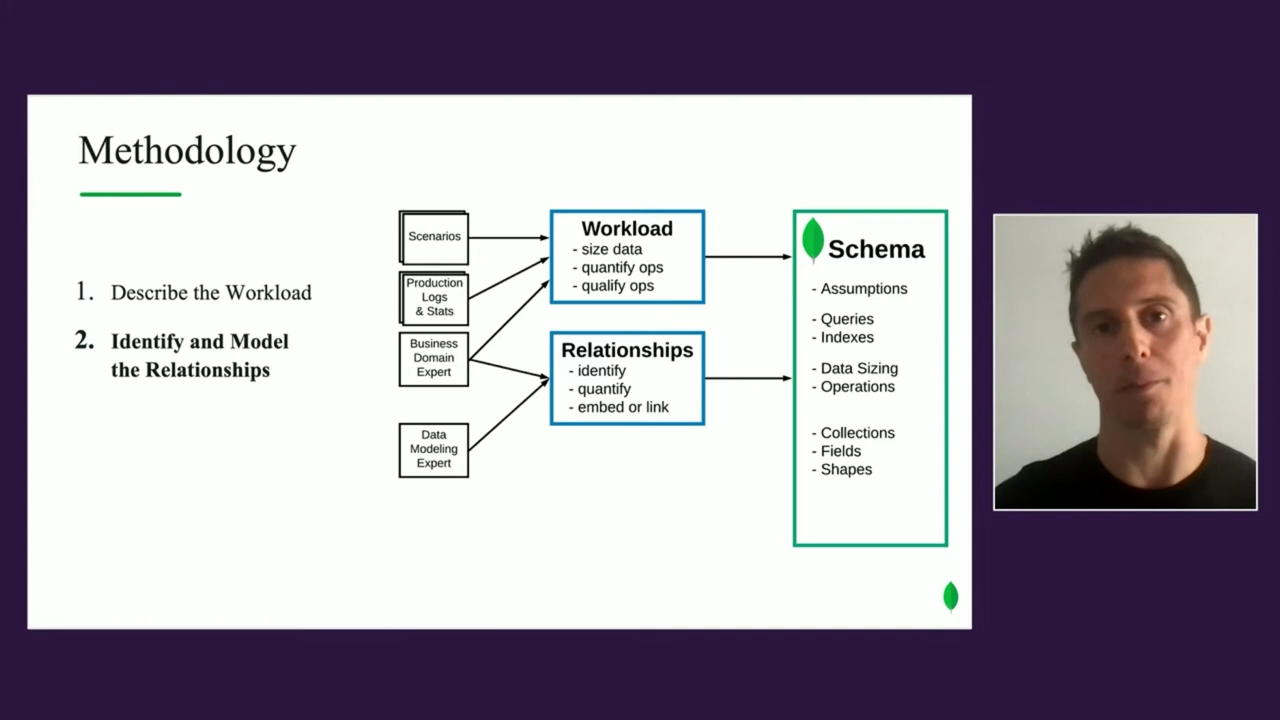 Methodology
1. Describe the Workload
2. Identify and Model
the Relationships
Scenarios
Production
Logs
& Stats
Business
Domain
Expert
Data
Modeling
Expert
Workload
- size data
- quantify ops
- qualify ops
Relationships
- identify
- quantify
- embed or link
Schema
- Assumptions
- Queries
- Indexes
- Data Sizing
- Operations
- Collections
- Fields
- Shapes